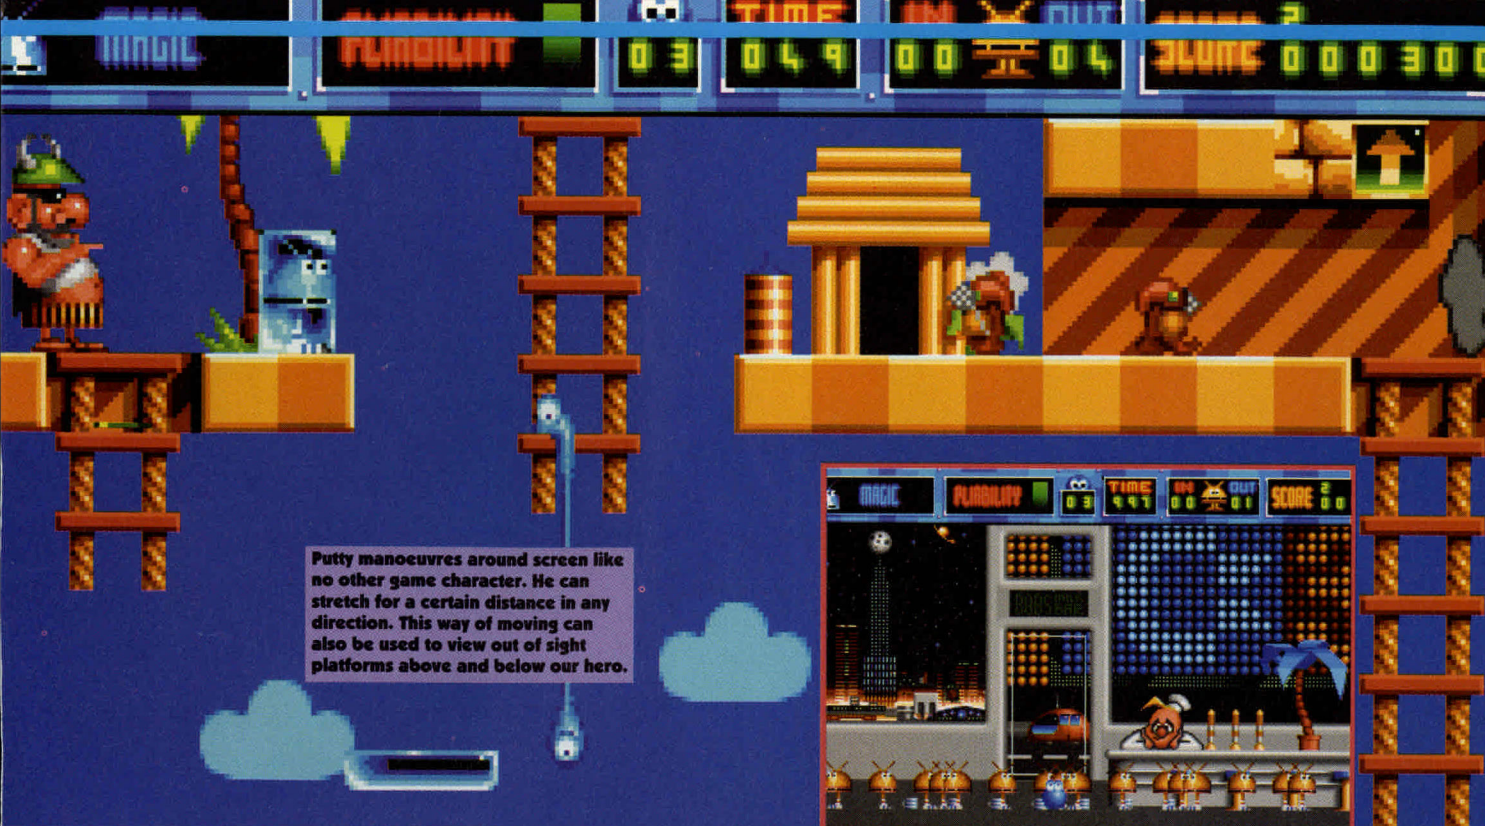 MAGIC
PLIABILITY
03
TIME
049
IN
00
OUT
04
SCORE
2
000300
Putty manoeuvres around screen like
no other game character. He can
stretch for a certain distance in any
direction. This way of moving can
also be used to view out of sight
platforms above and below our hero.
MAGIC
PLIABILITY
03
TIME
997
IN
00
OUT
01
SCORE
2
00